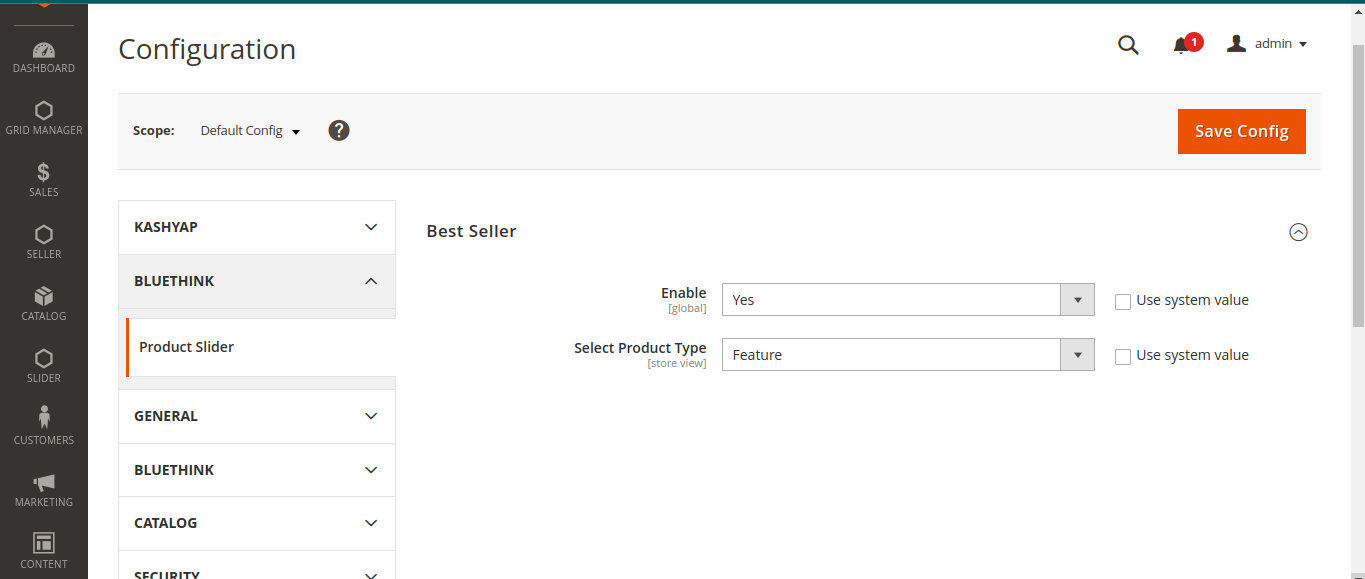 Configuration
1
admin
DASHBOARD
GRID MANAGER
SALES
SELLER
CATALOG
SLIDER
CUSTOMERS
MARKETING
CONTENT
Scope: Default Config ?
Save Config
KASHYAP
BLUETHINK
Product Slider
GENERAL
BLUETHINK
CATALOG
SECURITY
Best Seller
Enable Yes Use system value
[global]
Select Product Type Feature Use system value
[store view]